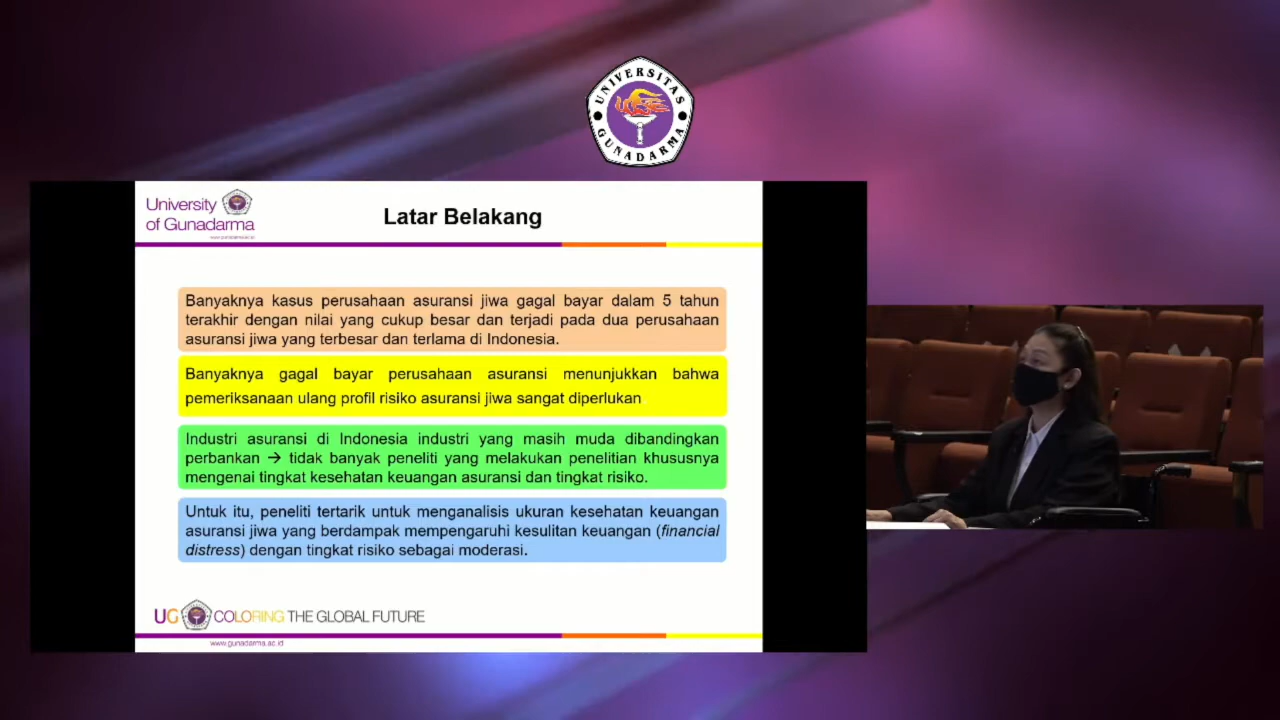 UNIVERSITAS
GUNADARMA
University
of Gunadarma
www.gunadarma.ac.id
Latar Belakang
Banyaknya kasus perusahaan asuransi jiwa gagal bayar dalam 5 tahun
terakhir dengan nilai yang cukup besar dan terjadi pada dua perusahaan
asuransi jiwa yang terbesar dan terlama di Indonesia.
Banyaknya gagal bayar perusahaan asuransi menunjukkan bahwa
pemeriksanaan ulang profil risiko asuransi jiwa sangat diperlukan
Industri asuransi di Indonesia industri yang masih muda dibandingkan
perbankan → tidak banyak peneliti yang melakukan penelitian khususnya
mengenai tingkat kesehatan keuangan asuransi dan tingkat risiko.
Untuk itu, peneliti tertarik untuk menganalisis ukuran kesehatan keuangan
asuransi jiwa yang berdampak mempengaruhi kesulitan keuangan (financial
distress) dengan tingkat risiko sebagai moderasi.
UG COLORING THE GLOBAL FUTURE
www.gunadarma.ac.id